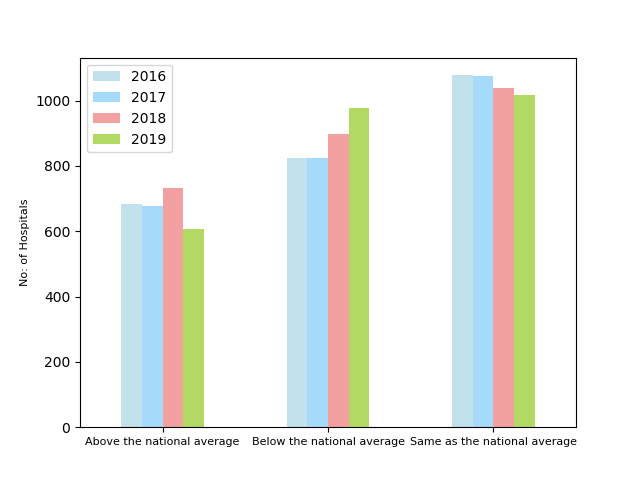 2016
2017
2018
2019
1000
800
600
400
200
0
No: of Hospitals
Above the national average
Below the national average
Same as the national average